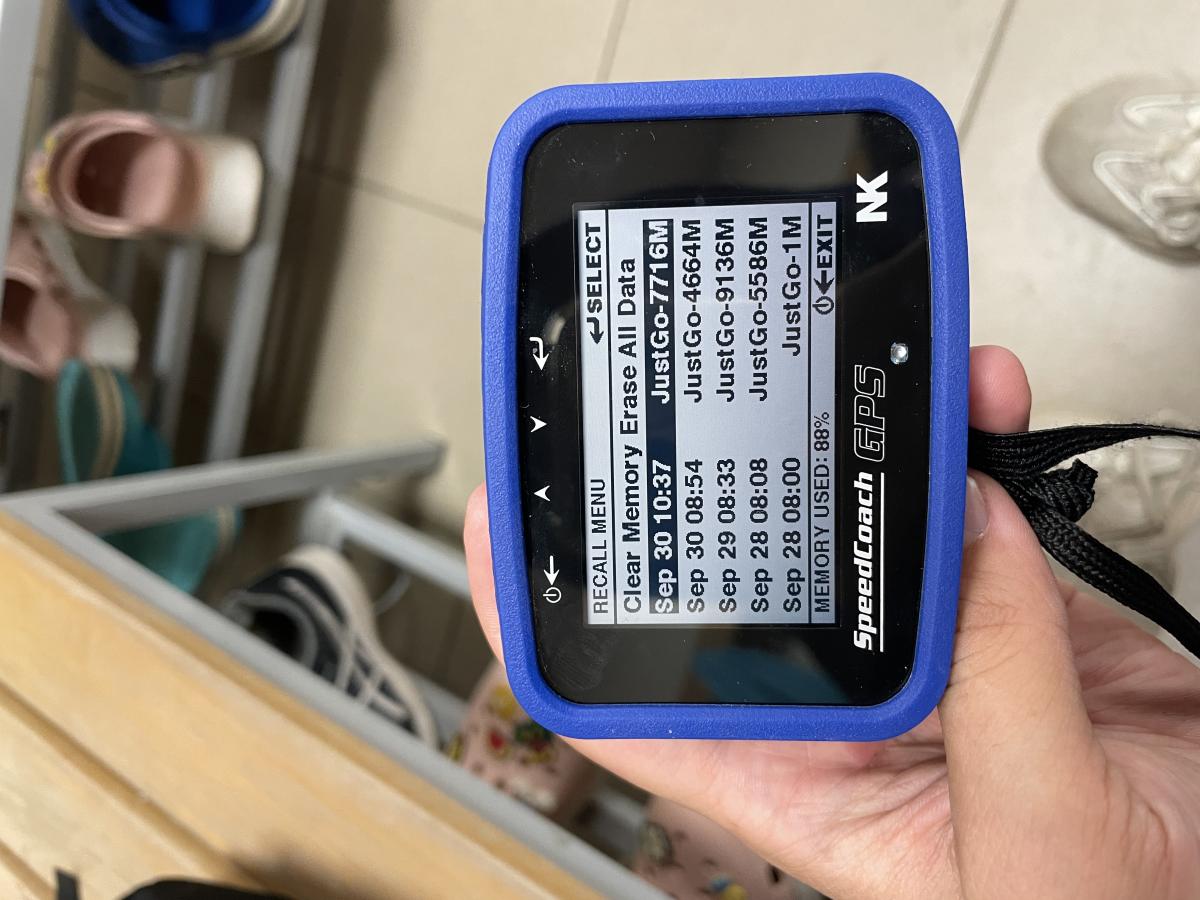 RECALL MENU ↵SELECT
Clear Memory Erase All Data
Sep 30 10:37 JustGo-7716M
Sep 30 08:54 JustGo-4664M
Sep 29 08:33 JustGo-9136M
Sep 28 08:08 JustGo-5586M
Sep 28 08:00 JustGo-1M
MEMORY USED: 88% ⏻←EXIT
SpeedCoach GPS NK